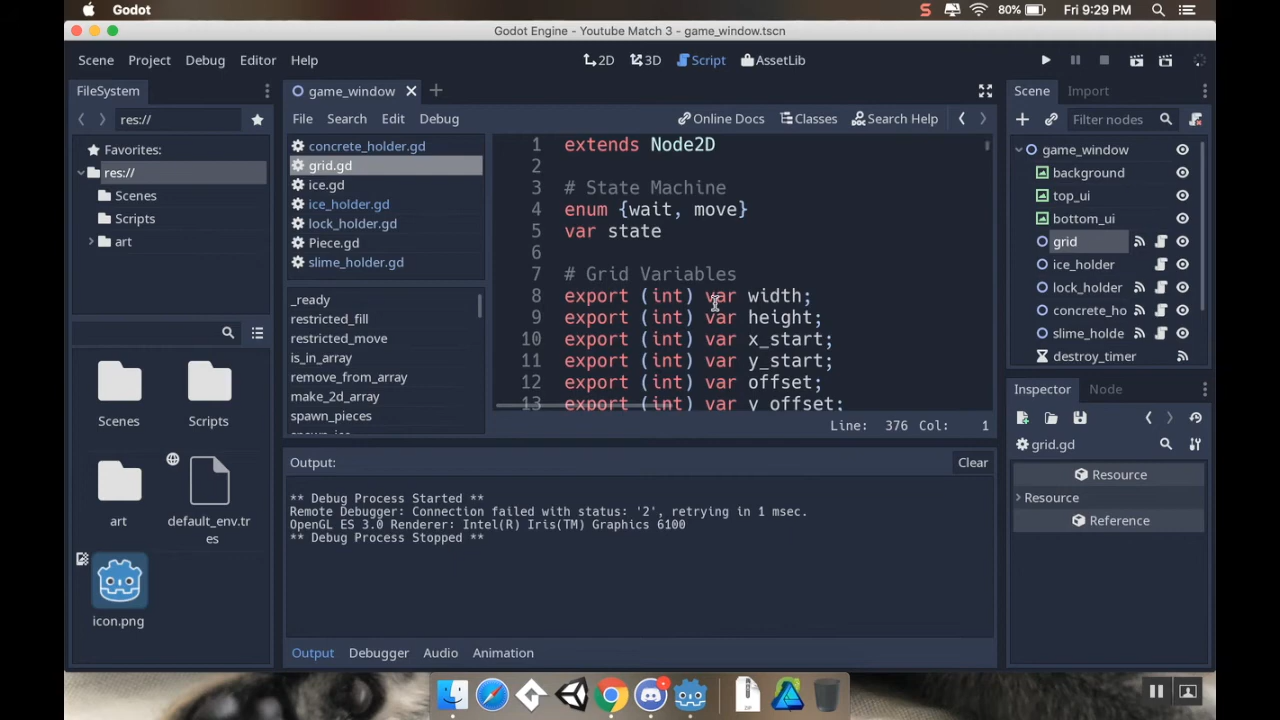 Godot
80% Fri 9:29 PM
Godot Engine - Youtube Match 3 - game_window.tscn
Scene Project Debug Editor Help
2D 3D Script AssetLib
FileSystem
game_window
Scene Import
res://
File Search Edit Debug
Online Docs Classes Search Help
Filter nodes
Favorites:
res://
Scenes
Scripts
art
concrete_holder.gd
grid.gd
ice.gd
ice_holder.gd
lock_holder.gd
Piece.gd
slime_holder.gd
_ready
restricted_fill
restricted_move
is_in_array
remove_from_array
make_2d_array
spawn_pieces
1 extends Node2D
2
3 # State Machine
4 enum {wait, move}
5 var state
6
7 # Grid Variables
8 export (int) var width;
9 export (int) var height;
10 export (int) var x_start;
11 export (int) var y_start;
12 export (int) var offset;
13 export (int) var y_offset;
Line: 376 Col: 1
game_window
background
top_ui
bottom_ui
grid
ice_holder
lock_holder
concrete_ho
slime_holde
destroy_timer
Scenes
Scripts
art
default_env.tr
es
icon.png
Output:
Clear
** Debug Process Started **
Remote Debugger: Connection failed with status: '2', retrying in 1 msec.
OpenGL ES 3.0 Renderer: Intel(R) Iris(TM) Graphics 6100
** Debug Process Stopped **
Output Debugger Audio Animation
Inspector Node
grid.gd
Resource
Resource
Reference